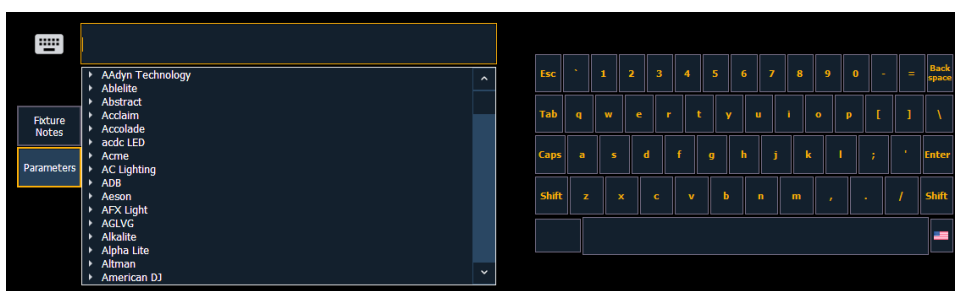 AAdyn Technology
Ablelite
Abstract
Acclaim
Accolade
acdc LED
Acme
AC Lighting
ADB
Aeson
AFX Light
AGLVG
Alkalite
Alpha Lite
Altman
American DJ
Fixture
Notes
Parameters
Esc ` 1 2 3 4 5 6 7 8 9 0 - = Back space
Tab q w e r t y u i o p [ ] \
Caps a s d f g h j k l ; ' Enter
Shift z x c v b n m , . / Shift